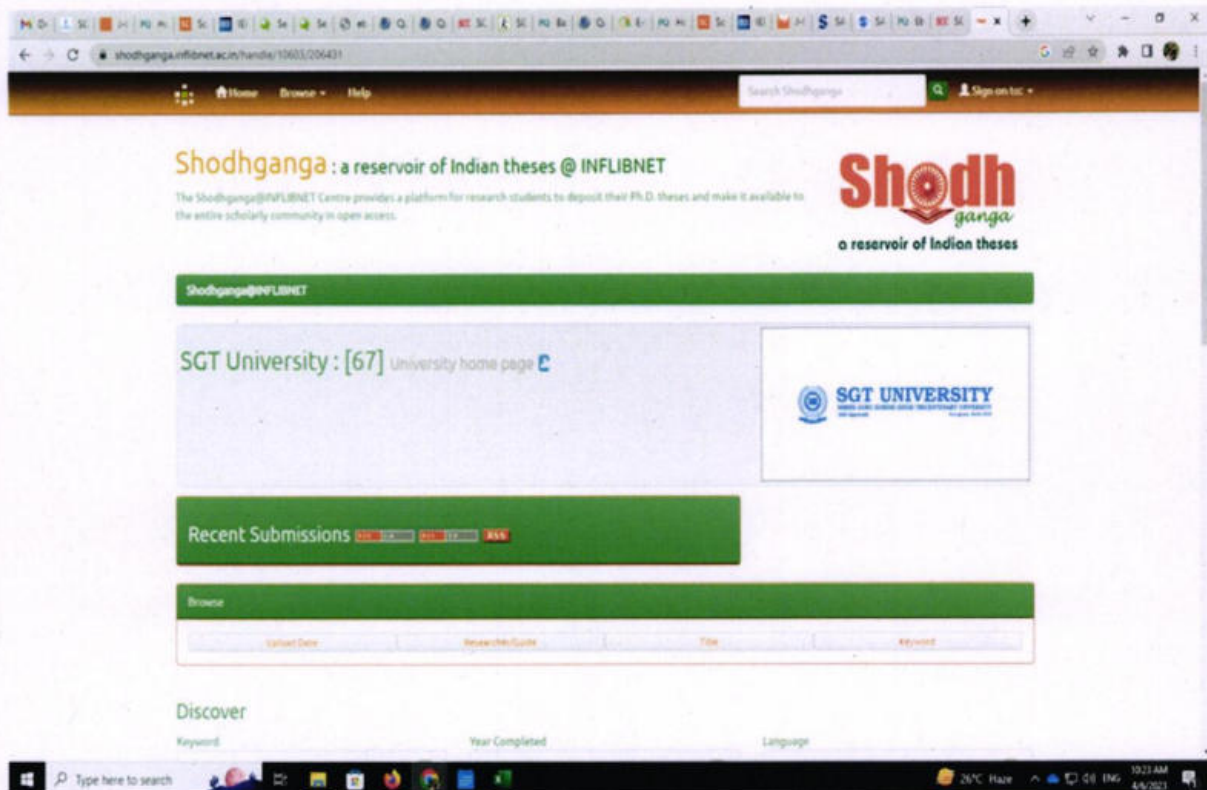 shodhganga.inflibnet.ac.in/handle/10603/206431
Home Browse Help
Search Shodhganga
Sign on to:
Shodhganga : a reservoir of Indian theses @ INFLIBNET
The Shodhganga@INFLIBNET Centre provides a platform for research students to deposit their Ph.D. theses and make it available to
the entire scholarly community in open access.
Shodh
ganga
a reservoir of Indian theses
Shodhganga@INFLIBNET
SGT University : [67] University home page
SGT UNIVERSITY
Recent Submissions
RSS
Browse
Upload Date Researcher/Guide Title Keyword
Discover
Keyword Year Completed Language
Type here to search
26°C Haze
ENG
10:23 AM
4/6/2023